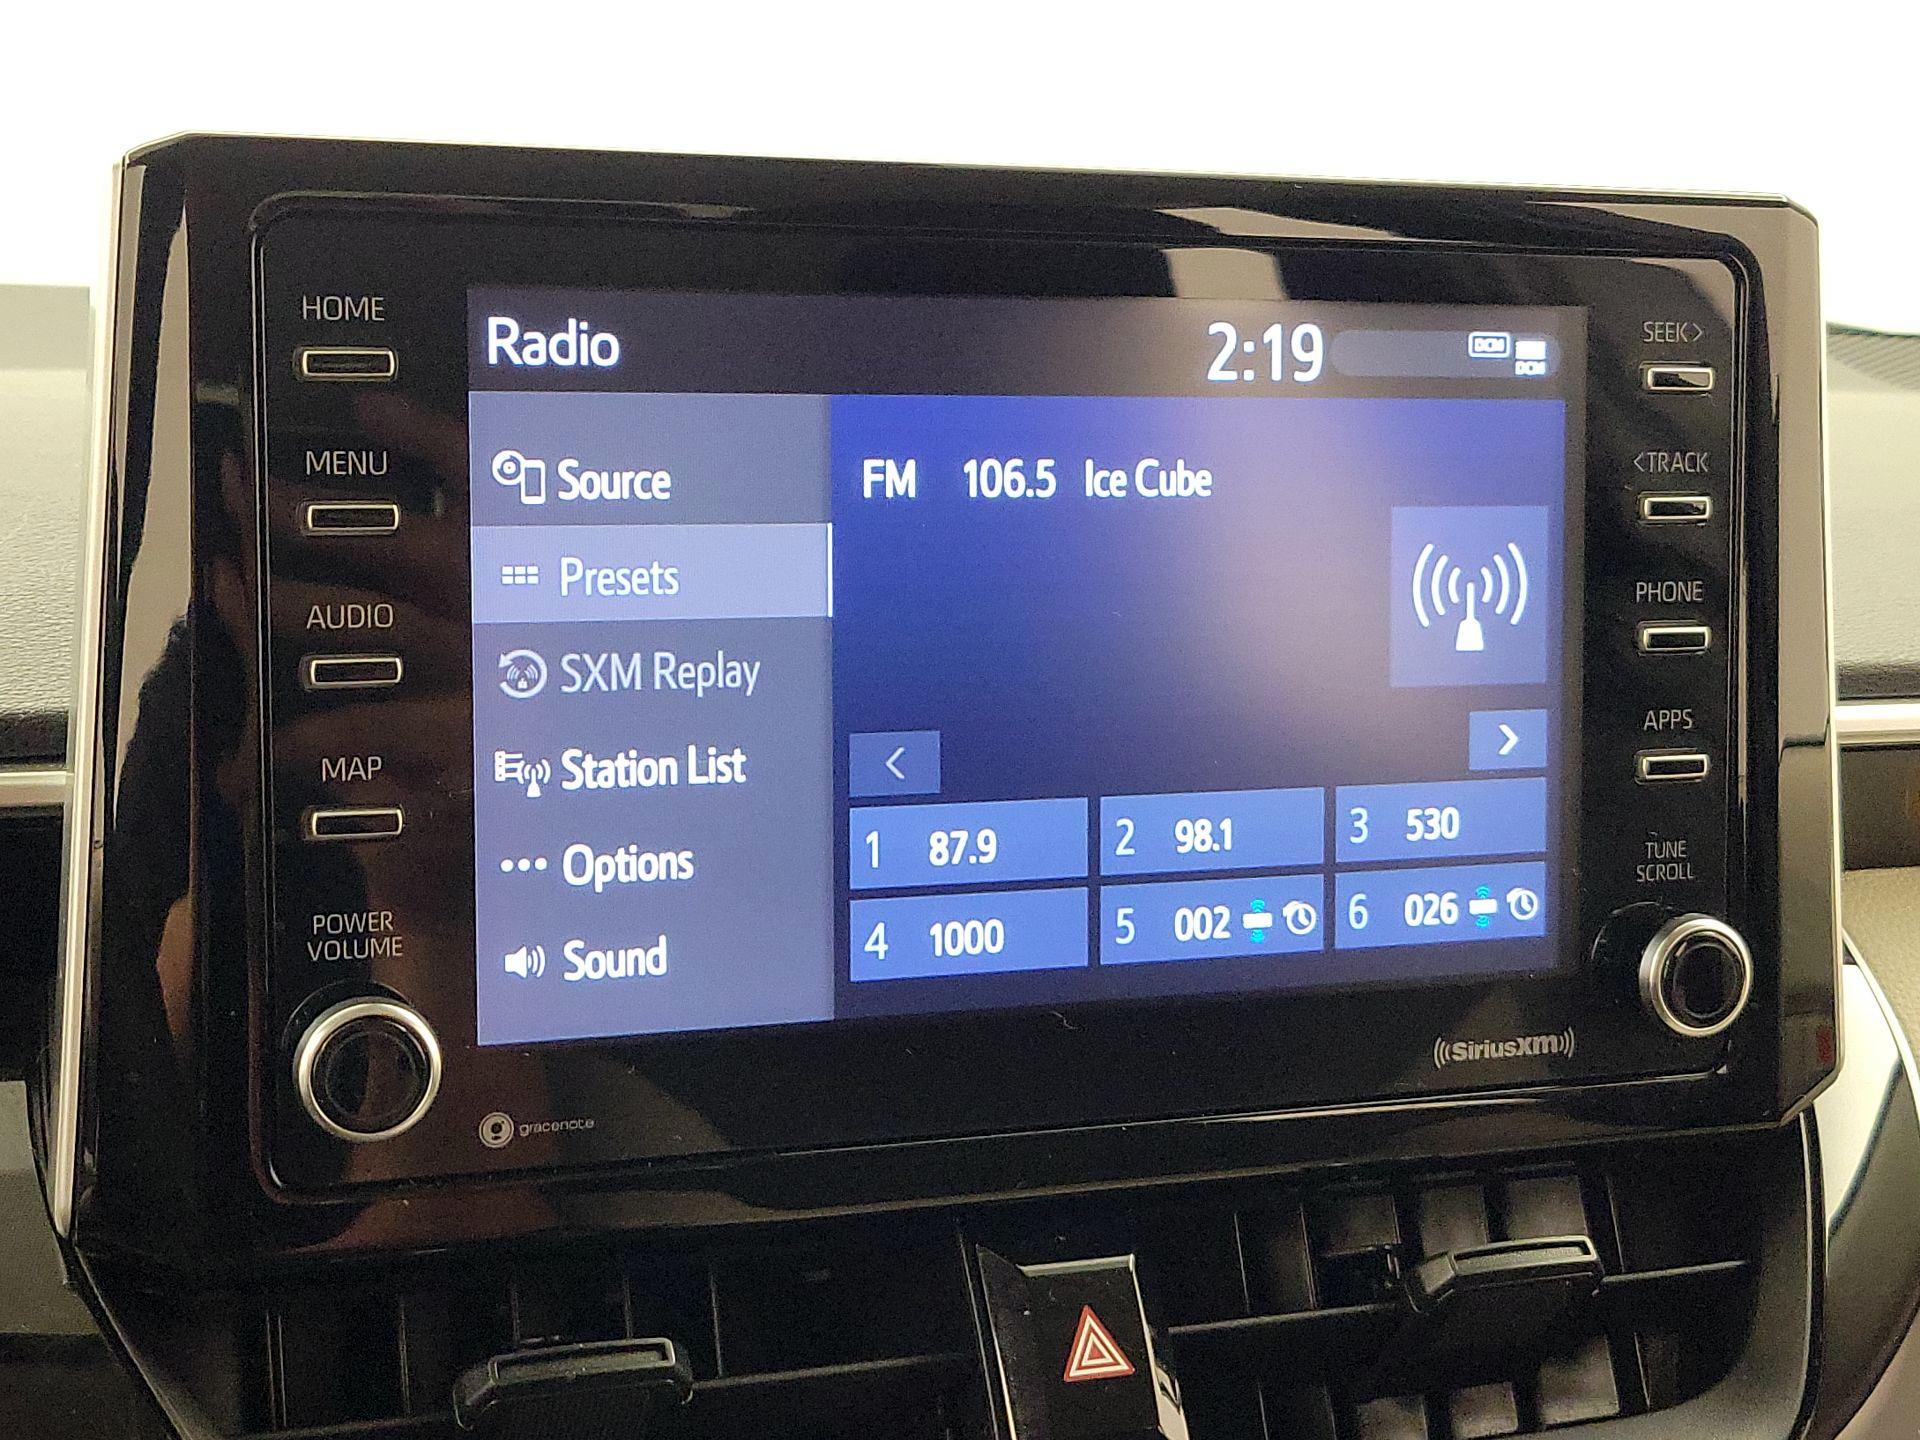 HOME
MENU
AUDIO
MAP
POWER
VOLUME
Radio
2:19
DCM
DCM
Source
Presets
SXM Replay
Station List
Options
Sound
FM 106.5 Ice Cube
<
>
1 87.9
2 98.1
3 530
4 1000
5 002
6 026
SEEK>
<TRACK
PHONE
APPS
TUNE
SCROLL
gracenote
((SiriusXM))